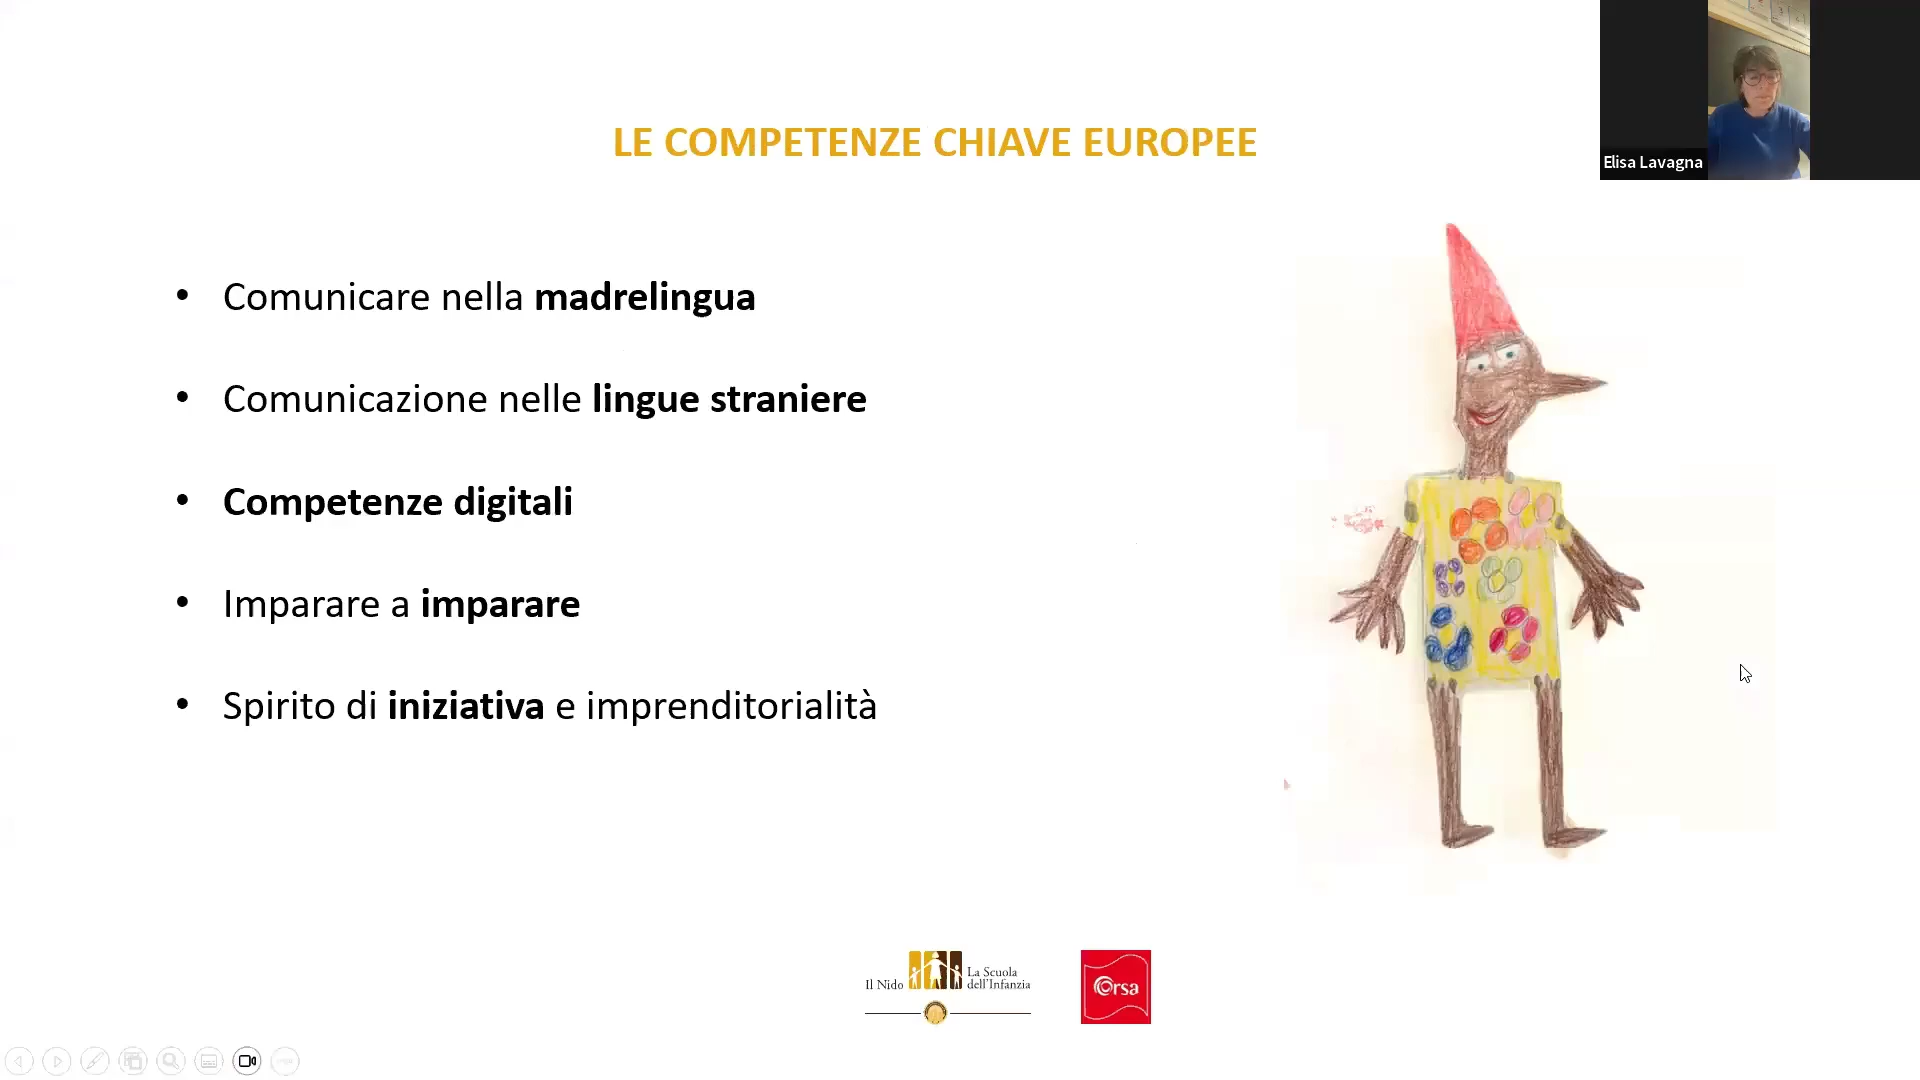 LE COMPETENZE CHIAVE EUROPEE
Elisa Lavagna
• Comunicare nella madrelingua
• Comunicazione nelle lingue straniere
• Competenze digitali
• Imparare a imparare
• Spirito di iniziativa e imprenditorialità
Il Nido
La Scuola
dell'Infanzia
Orsa